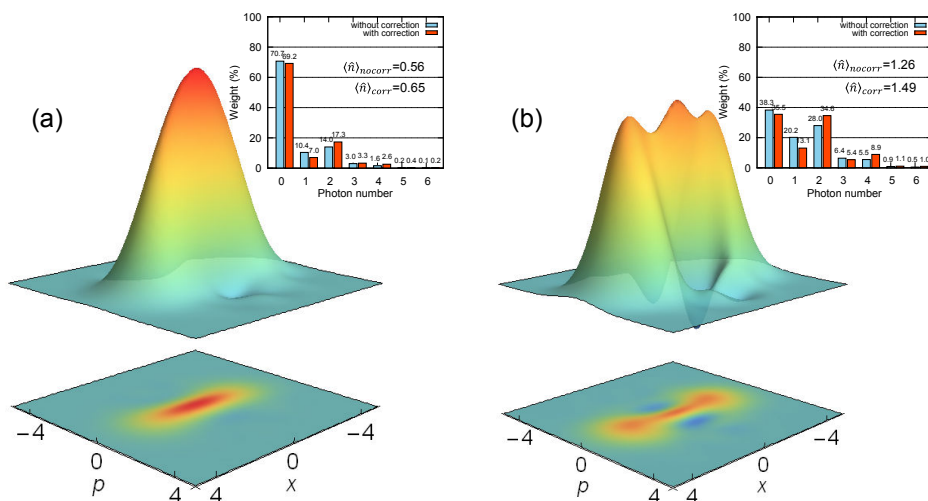 (a)
100
80
60
40
20
0
Weight (%)
without correction
with correction
⟨n̂⟩nocorr=0.56
⟨n̂⟩corr=0.65
70.7 69.2
10.4 7.0
14.0 17.3
3.0 3.3
1.6 2.6
0.2 0.4
0.1 0.2
0 1 2 3 4 5 6
Photon number
−4 0 4
p
−4 0 4
x
(b)
100
80
60
40
20
0
Weight (%)
without correction
with correction
⟨n̂⟩nocorr=1.26
⟨n̂⟩corr=1.49
38.3 35.5
20.2 13.1
28.0 34.6
6.4 5.4
5.5 8.9
0.9 1.1
0.5 1.0
0 1 2 3 4 5 6
Photon number
−4 0 4
p
−4 0 4
x